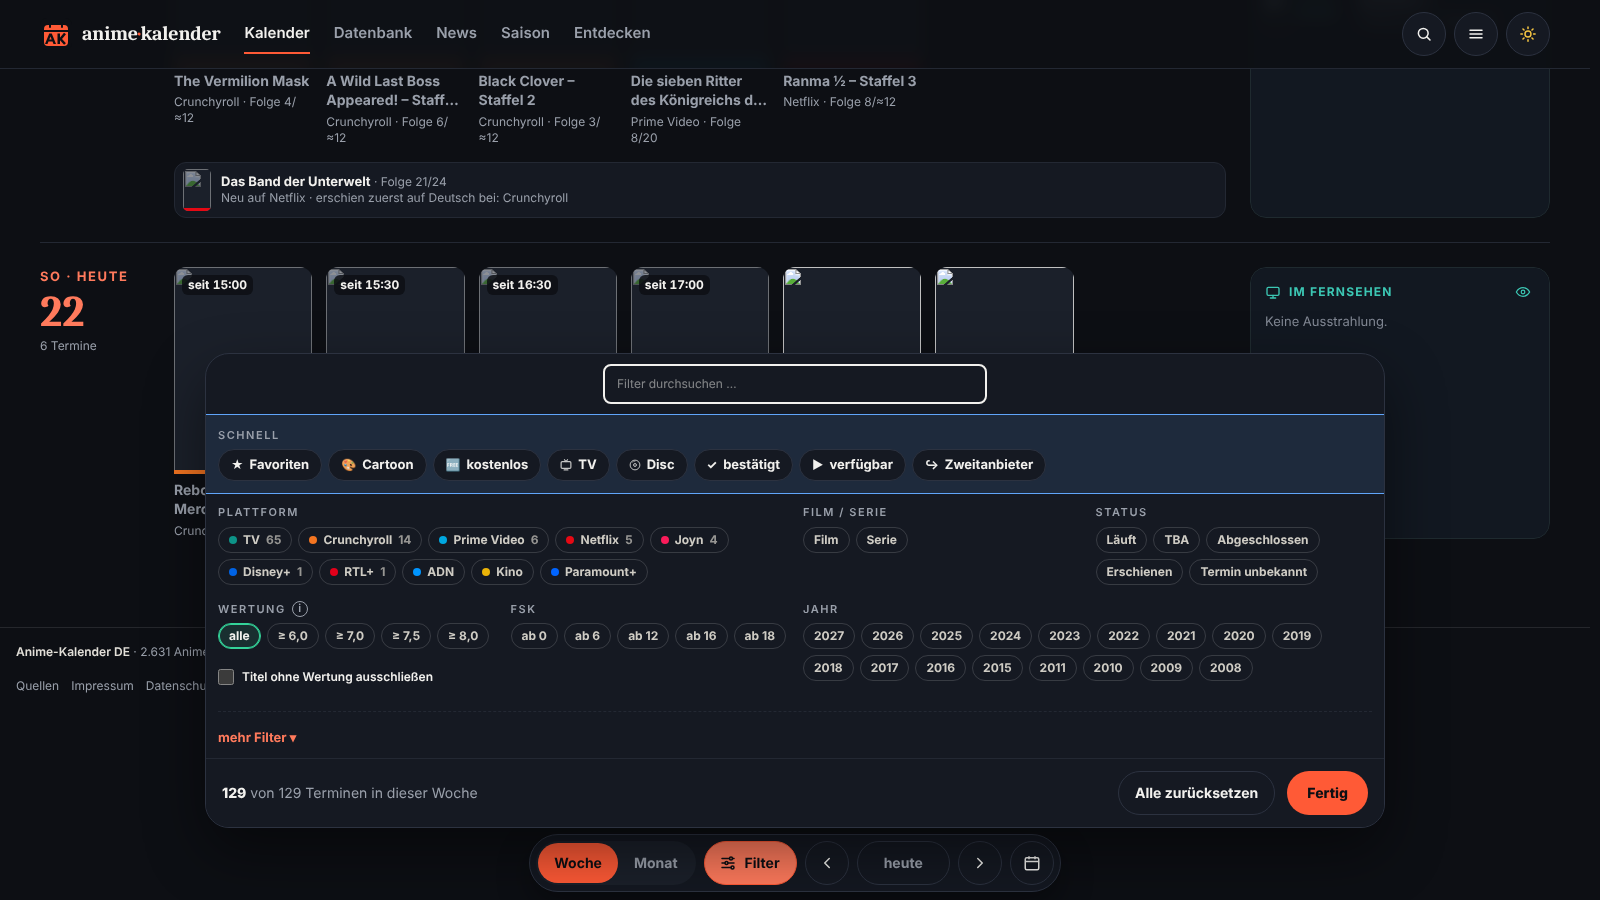 AK
anime·kalender
Kalender
Datenbank
News
Saison
Entdecken
The Vermilion Mask
Crunchyroll · Folge 4/
≈12
A Wild Last Boss
Appeared! – Staff…
Crunchyroll · Folge 6/
≈12
Black Clover –
Staffel 2
Crunchyroll · Folge 3/
≈12
Die sieben Ritter
des Königreichs d…
Prime Video · Folge
8/20
Ranma ½ – Staffel 3
Netflix · Folge 8/≈12
Das Band der Unterwelt · Folge 21/24
Neu auf Netflix · erschien zuerst auf Deutsch bei: Crunchyroll
SO · HEUTE
22
6 Termine
seit 15:00
seit 15:30
seit 16:30
seit 17:00
IM FERNSEHEN
Keine Ausstrahlung.
Filter durchsuchen …
SCHNELL
★ Favoriten
Cartoon
FREE kostenlos
TV
Disc
✓ bestätigt
▶ verfügbar
↪ Zweitanbieter
PLATTFORM
TV 65
Crunchyroll 14
Prime Video 6
Netflix 5
Joyn 4
Disney+ 1
RTL+ 1
ADN
Kino
Paramount+
FILM / SERIE
Film
Serie
STATUS
Läuft
TBA
Abgeschlossen
Erschienen
Termin unbekannt
WERTUNG i
alle
≥ 6,0
≥ 7,0
≥ 7,5
≥ 8,0
Titel ohne Wertung ausschließen
FSK
ab 0
ab 6
ab 12
ab 16
ab 18
JAHR
2027
2026
2025
2024
2023
2022
2021
2020
2019
2018
2017
2016
2015
2011
2010
2009
2008
mehr Filter ▾
129 von 129 Terminen in dieser Woche
Alle zurücksetzen
Fertig
Anime-Kalender DE · 2.631 Anime
Quellen
Impressum
Datenschu
Woche
Monat
Filter
heute